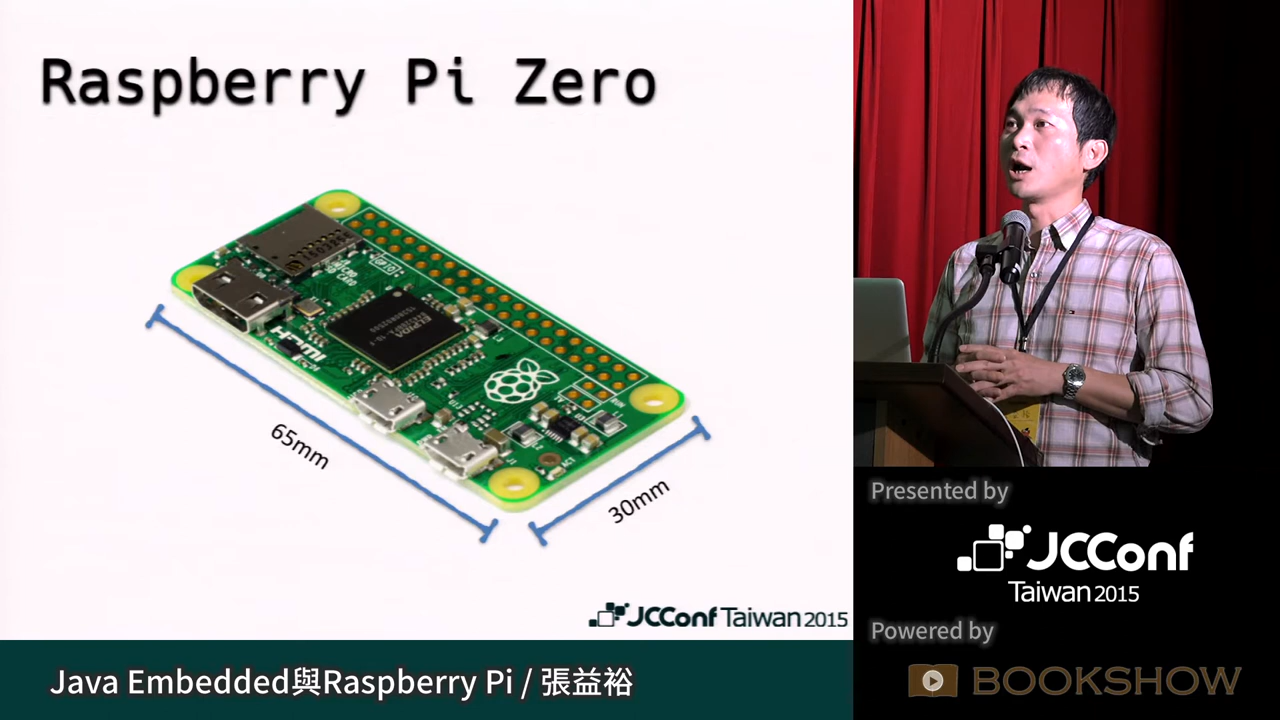 Raspberry Pi Zero
GPIO
HDMI
65mm
30mm
JCConf Taiwan 2015
Java Embedded與Raspberry Pi / 張益裕
Presented by
JCConf
Taiwan 2015
Powered by
BOOKSHOW